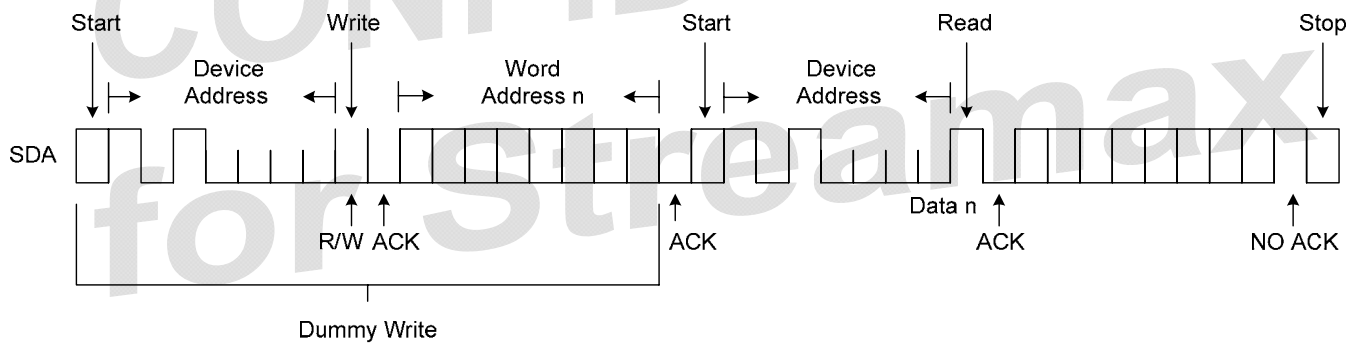 CONFID
for Streamax
Start Write Start Read Stop
Device Address
Word Address n
Device Address
SDA
R/W ACK ACK Data n ACK NO ACK
Dummy Write